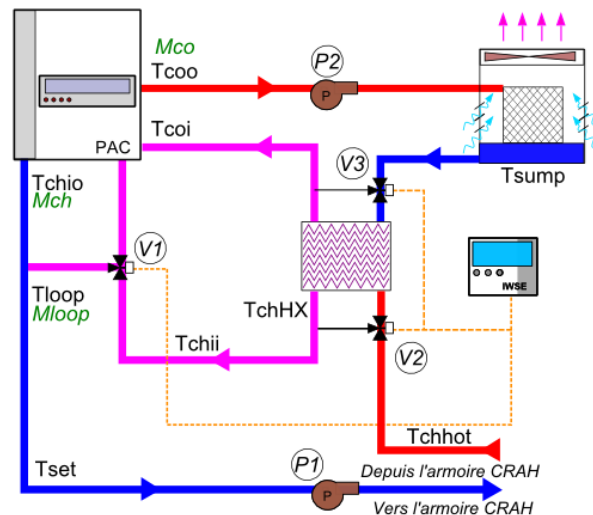 Mco
Tcoo
P2
P
Tcoi
PAC
V3
Tsump
Tchio
Mch
V1
IWSE
Tloop
Mloop
TchHX
Tchii
V2
Tchhot
Tset
P1
P
Depuis l'armoire CRAH
Vers l'armoire CRAH